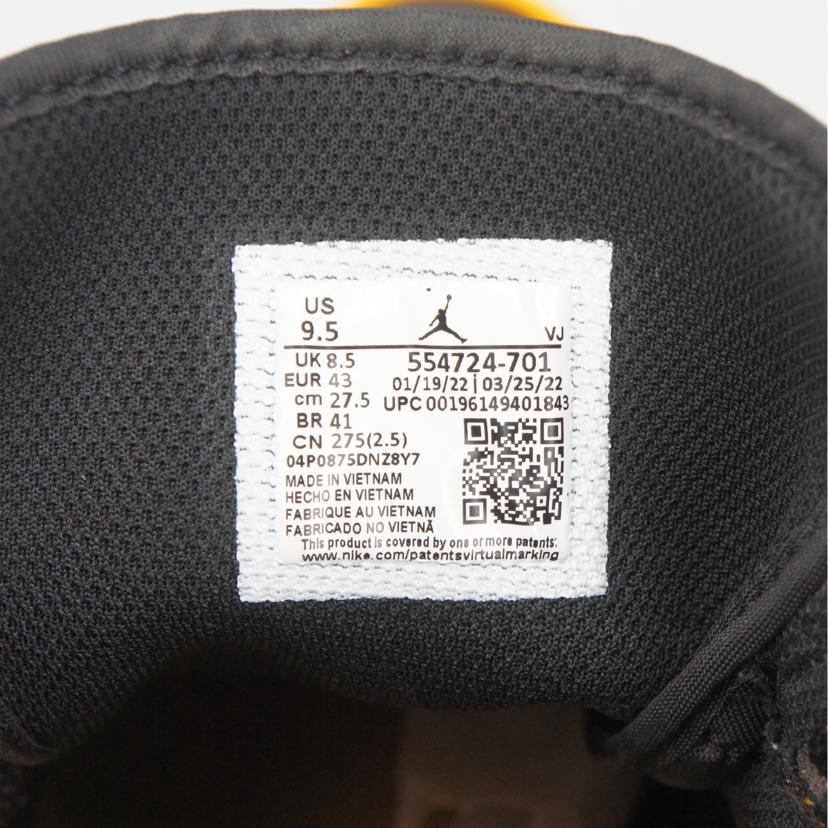 US
9.5
VJ
UK 8.5
554724-701
EUR 43
01/19/22 | 03/25/22
cm 27.5
UPC 00196149401843
BR 41
CN 275(2.5)
04P0875DNZ8Y7
MADE IN VIETNAM
HECHO EN VIETNAM
FABRIQUE AU VIETNAM
FABRICADO NO VIETNÃ
This product is covered by one or more patents:
www.nike.com/patentsvirtualmarking